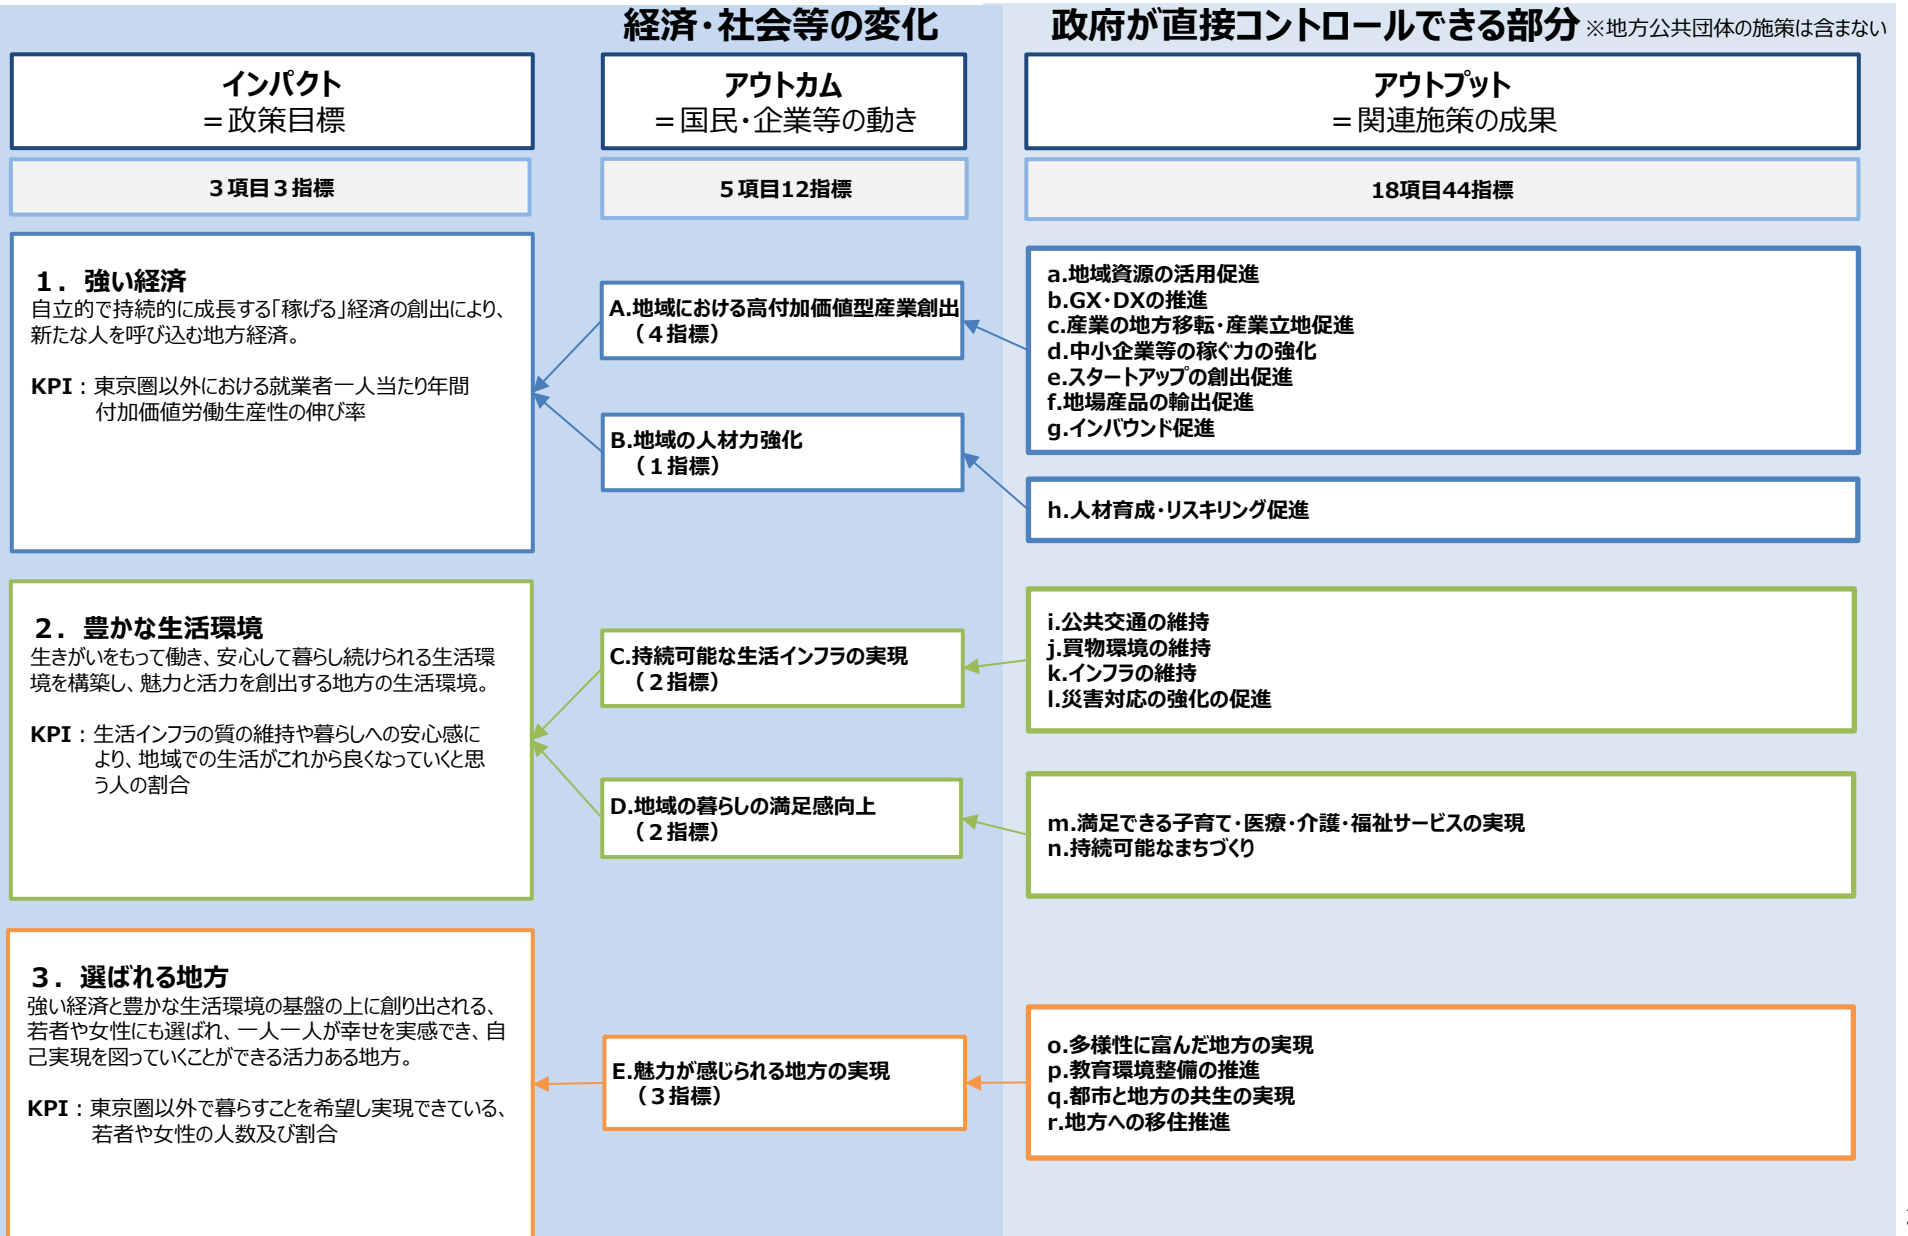 経済・社会等の変化
政府が直接コントロールできる部分 ※地方公共団体の施策は含まない
インパクト
＝政策目標
アウトカム
＝国民・企業等の動き
アウトプット
＝関連施策の成果
３項目３指標
５項目12指標
18項目44指標
１．強い経済
自立的で持続的に成長する「稼げる」経済の創出により、
新たな人を呼び込む地方経済。
KPI：東京圏以外における就業者一人当たり年間
付加価値労働生産性の伸び率
A.地域における高付加価値型産業創出
（４指標）
B.地域の人材力強化
（１指標）
a.地域資源の活用促進
b.GX・DXの推進
c.産業の地方移転・産業立地促進
d.中小企業等の稼ぐ力の強化
e.スタートアップの創出促進
f.地場産品の輸出促進
g.インバウンド促進
h.人材育成・リスキリング促進
２．豊かな生活環境
生きがいをもって働き、安心して暮らし続けられる生活環
境を構築し、魅力と活力を創出する地方の生活環境。
KPI：生活インフラの質の維持や暮らしへの安心感に
より、地域での生活がこれから良くなっていくと思
う人の割合
C.持続可能な生活インフラの実現
（２指標）
D.地域の暮らしの満足感向上
（２指標）
i.公共交通の維持
j.買物環境の維持
k.インフラの維持
l.災害対応の強化の促進
m.満足できる子育て・医療・介護・福祉サービスの実現
n.持続可能なまちづくり
３．選ばれる地方
強い経済と豊かな生活環境の基盤の上に創り出される、
若者や女性にも選ばれ、一人一人が幸せを実感でき、自
己実現を図っていくことができる活力ある地方。
KPI：東京圏以外で暮らすことを希望し実現できている、
若者や女性の人数及び割合
E.魅力が感じられる地方の実現
（３指標）
o.多様性に富んだ地方の実現
p.教育環境整備の推進
q.都市と地方の共生の実現
r.地方への移住推進